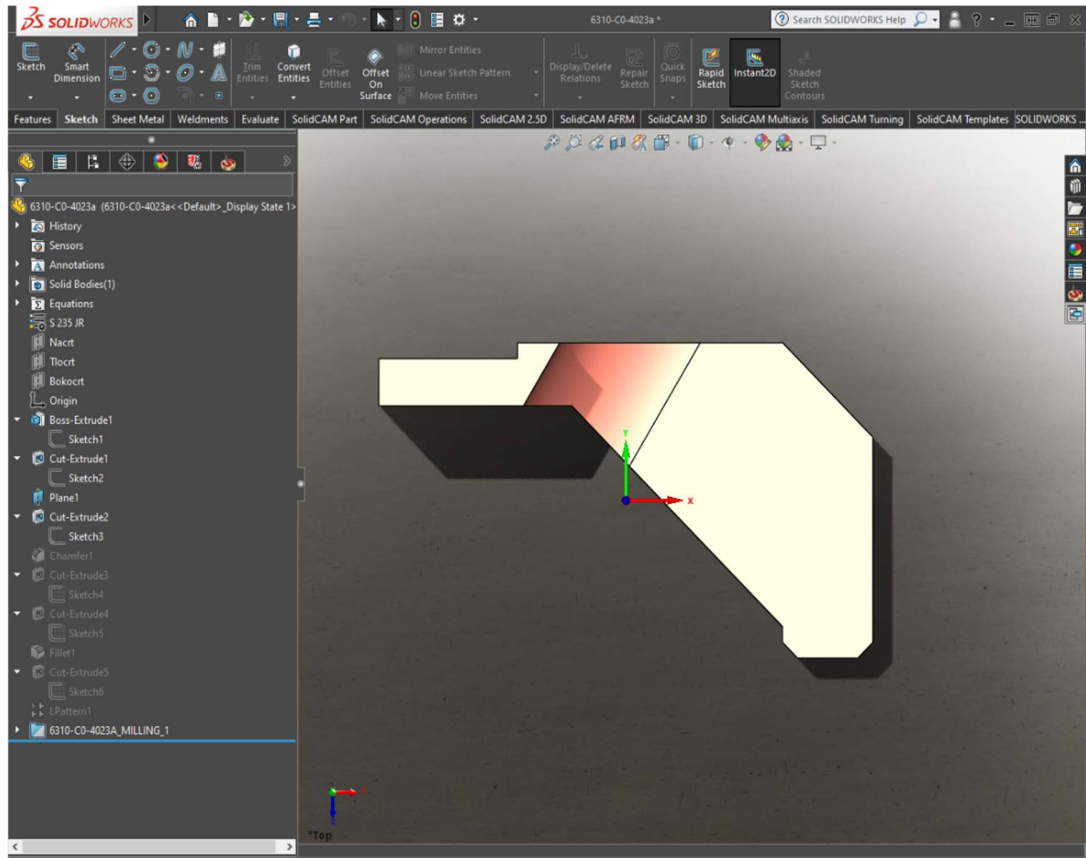 SOLIDWORKS
6310-C0-4023a *
Search SOLIDWORKS Help
Sketch
Smart Dimension
Trim Entities
Convert Entities
Offset Entities
Offset On Surface
Mirror Entities
Linear Sketch Pattern
Move Entities
Display/Delete Relations
Repair Sketch
Quick Snaps
Rapid Sketch
Instant2D
Shaded Sketch Contours
Features Sketch Sheet Metal Weldments Evaluate SolidCAM Part SolidCAM Operations SolidCAM 2.5D SolidCAM AFRM SolidCAM 3D SolidCAM Multiaxis SolidCAM Turning SolidCAM Templates SOLIDWORKS ...
6310-C0-4023a (6310-C0-4023a<<Default>_Display State 1>
History
Sensors
Annotations
Solid Bodies(1)
Equations
S 235 JR
Nacrt
Tlocrt
Bokocrt
Origin
Boss-Extrude1
Sketch1
Cut-Extrude1
Sketch2
Plane1
Cut-Extrude2
Sketch3
Chamfer1
Cut-Extrude3
Sketch4
Cut-Extrude4
Sketch5
Fillet1
Cut-Extrude5
Sketch6
LPattern1
6310-C0-4023A_MILLING_1
Y
X
*Top